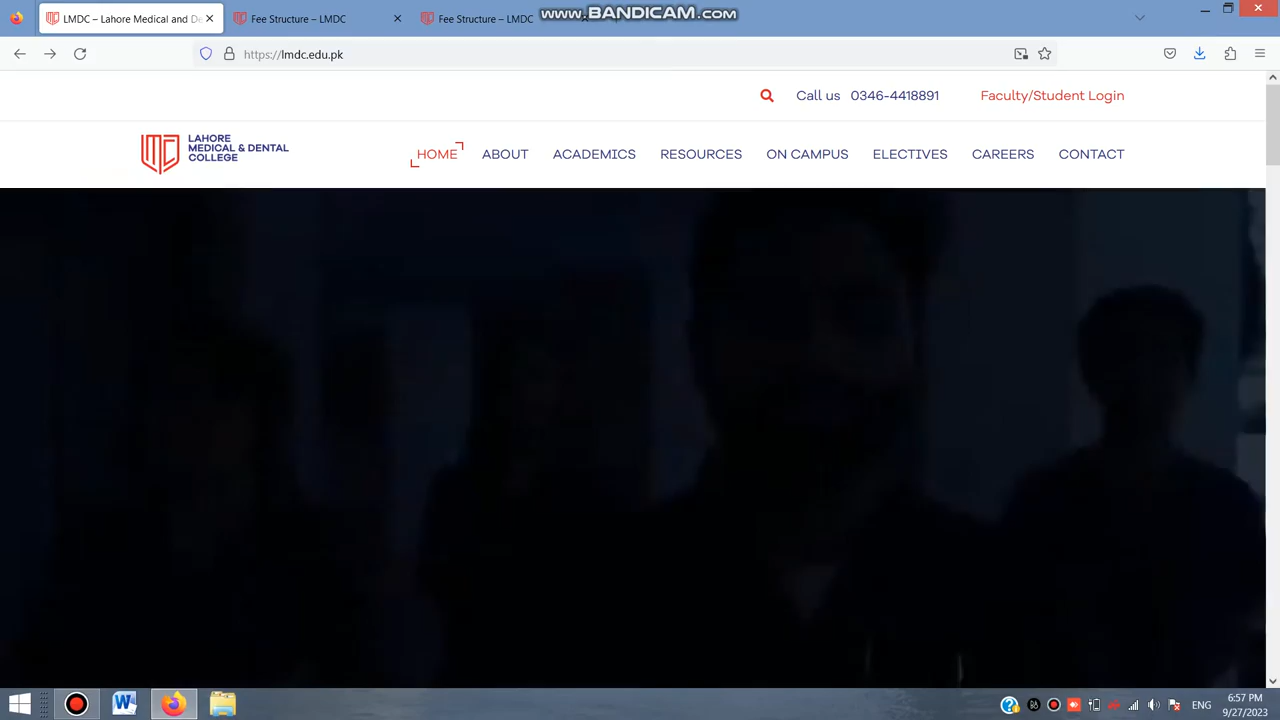 LMDC – Lahore Medical and De
Fee Structure – LMDC
Fee Structure – LMDC
www.BANDICAM.com
https://lmdc.edu.pk
Call us 0346-4418891
Faculty/Student Login
LAHORE
MEDICAL & DENTAL
COLLEGE
HOME
ABOUT
ACADEMICS
RESOURCES
ON CAMPUS
ELECTIVES
CAREERS
CONTACT
ENG
6:57 PM
9/27/2023